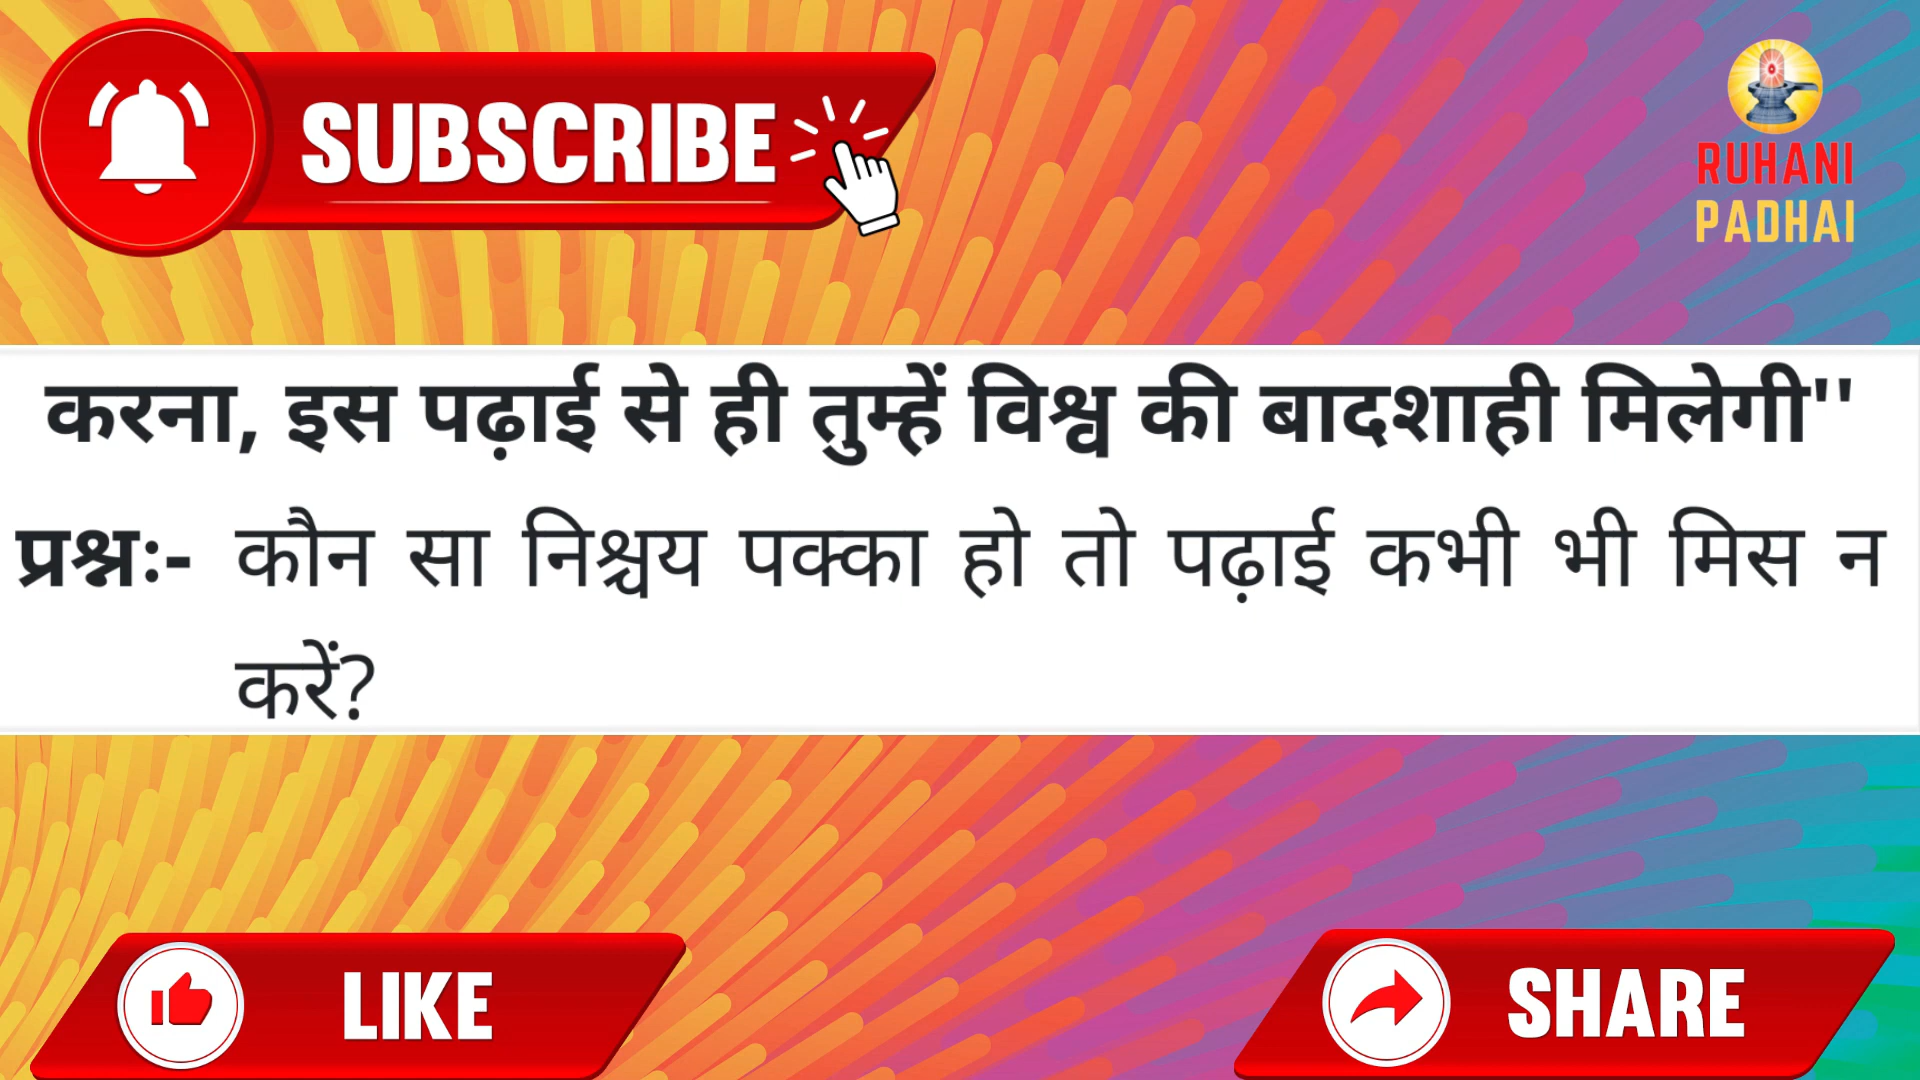 SUBSCRIBE
RUHANI
PADHAI
करना, इस पढ़ाई से ही तुम्हें विश्व की बादशाही मिलेगी''
प्रश्नः- कौन सा निश्चय पक्का हो तो पढ़ाई कभी भी मिस न
करें?
LIKE
SHARE